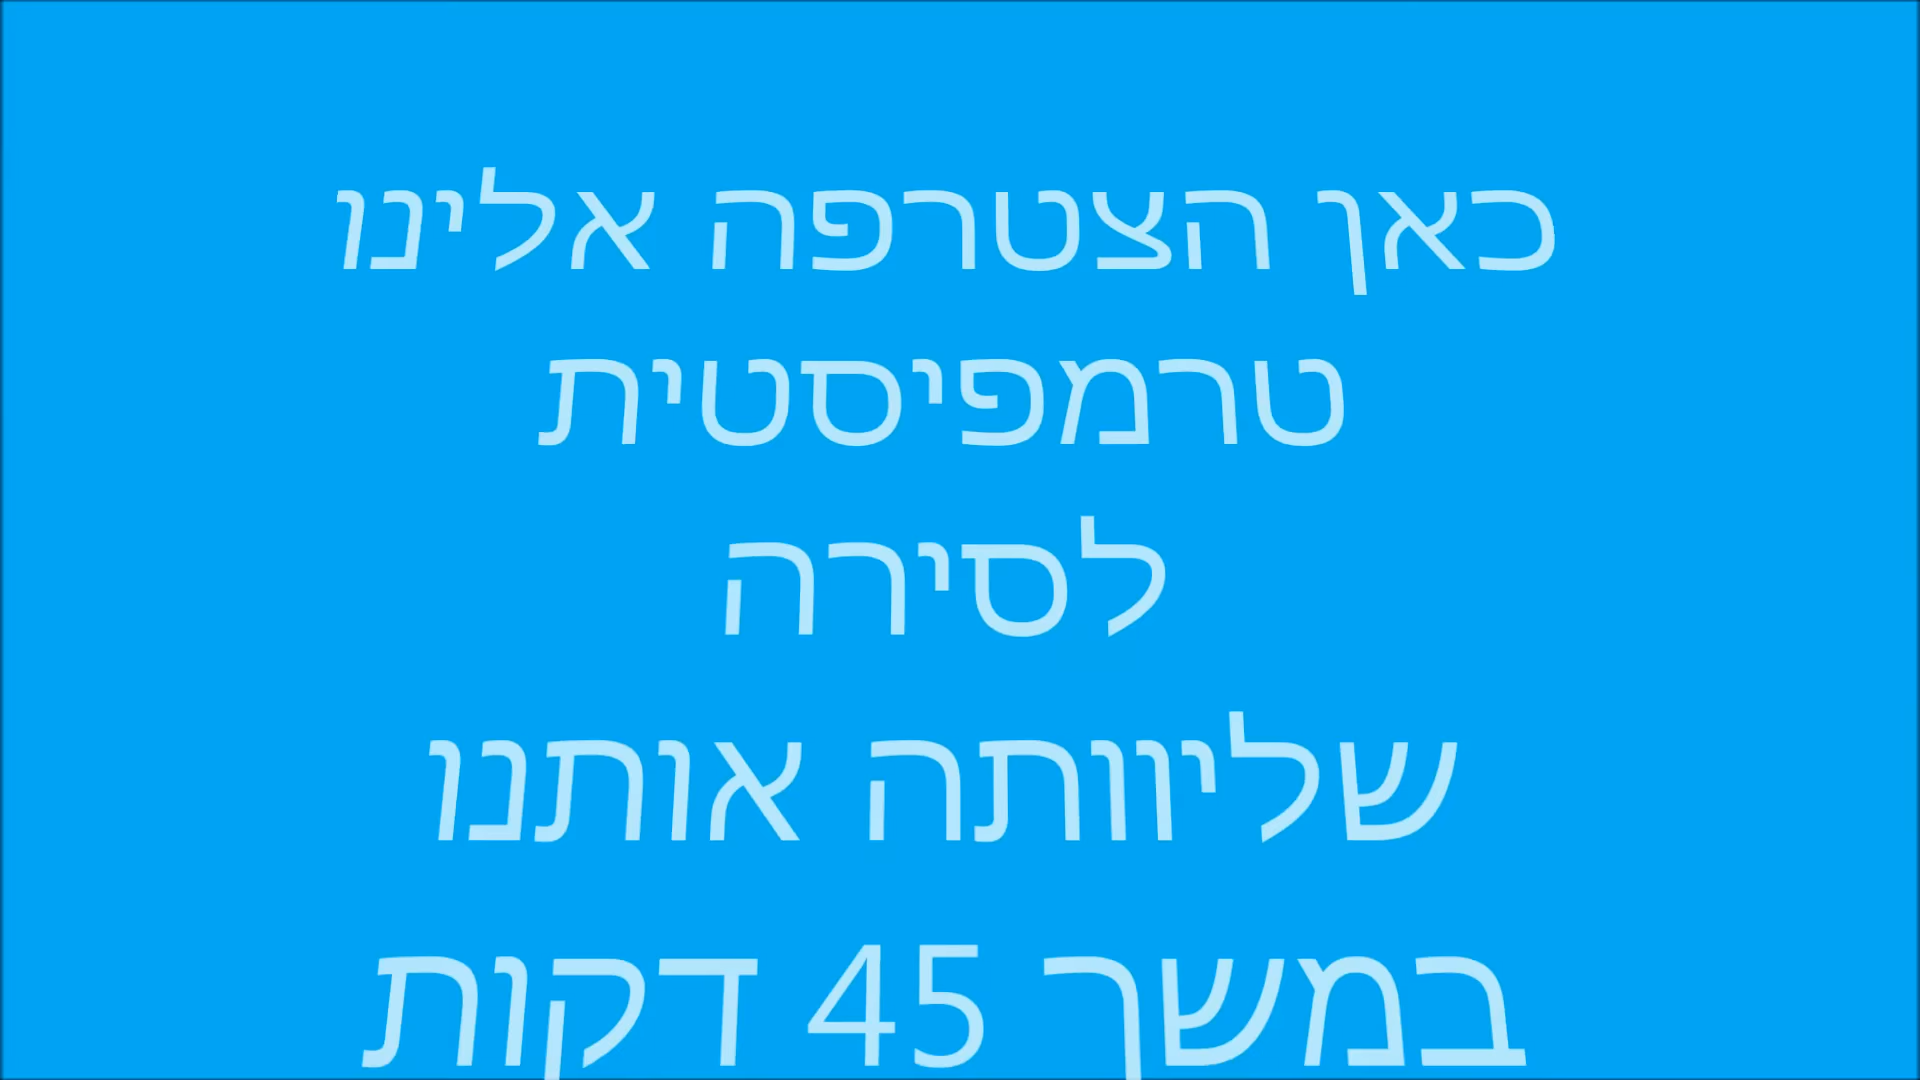 כאן הצטרפה אלינו
טרמפיסטית
לסירה
שליוותה אותנו
במשך 45 דקות